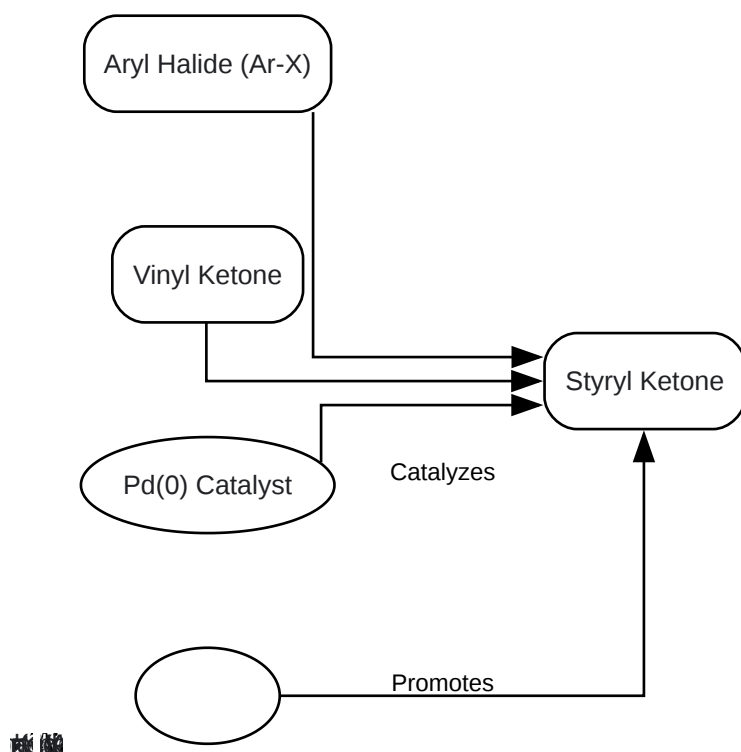 Aryl Halide (Ar-X)
Vinyl Ketone
Styryl Ketone
Pd(0) Catalyst
Catalyzes
Promotes